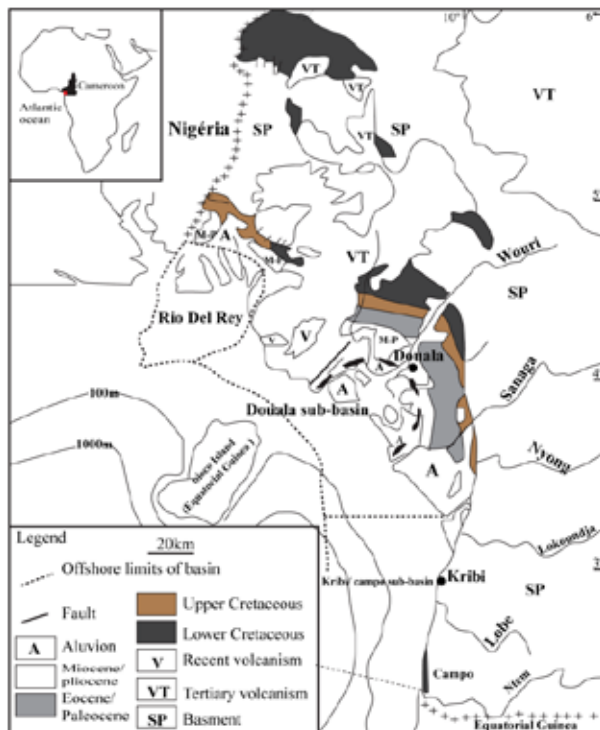 10°
6°
Cameroon
Atlantic
ocean
VT
VT
VT
Nigéria
SP
SP
VT
5°
M-P
A
VT
Wouri
SP
Rio Del Rey
V
V
M-P
Douala
A
A
Sanaga
4°
100m
Douala sub-basin
1000m
Nyong
A
(Equatorial Guinea)
Lokoundja
Legend
20km
Offshore limits of basin
Fault
A
Aluvion
Miocene/
pliocene
Eocene/
Paleocene
Upper Cretaceous
Lower Cretaceous
V
Recent volcanism
VT
Tertiary volcanism
SP
Basment
Kribi/ campo sub-basin
Kribi
3°
SP
Lobe
Campo
Ntem
Equatorial Guinea